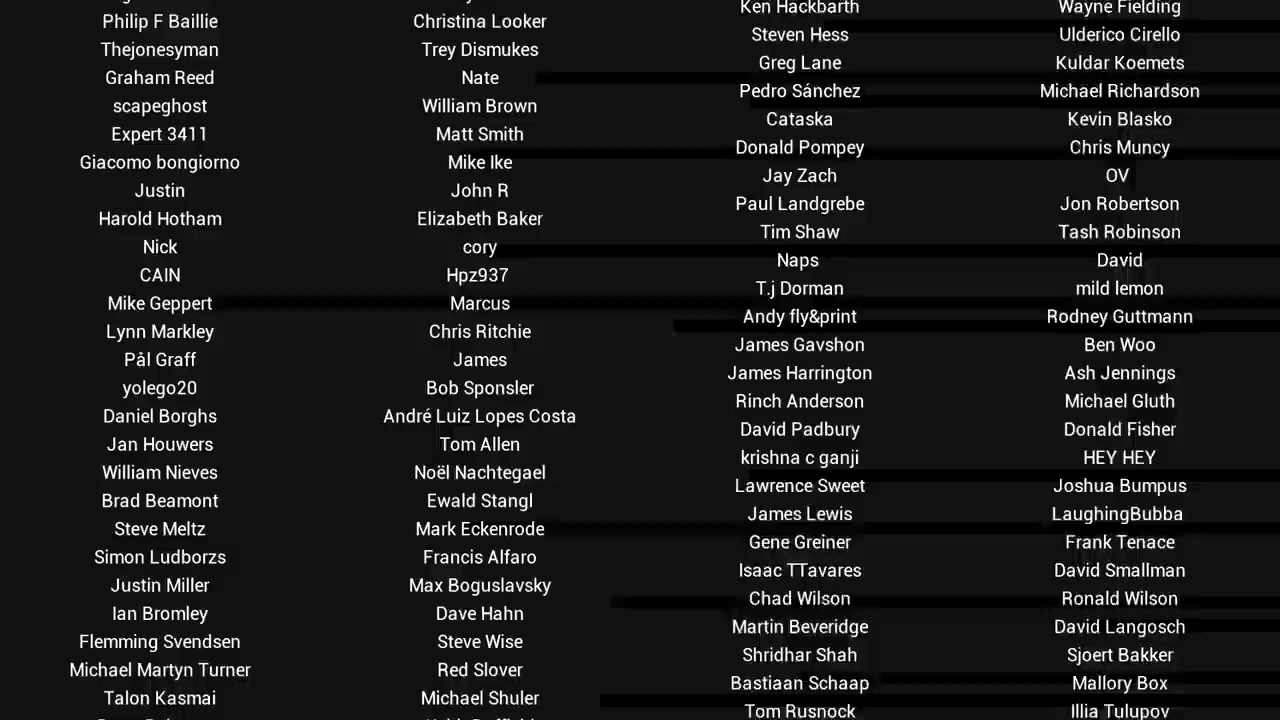 Philip F Baillie
Thejonesyman
Graham Reed
scapeghost
Expert 3411
Giacomo bongiorno
Justin
Harold Hotham
Nick
CAIN
Mike Geppert
Lynn Markley
Pål Graff
yolego20
Daniel Borghs
Jan Houwers
William Nieves
Brad Beamont
Steve Meltz
Simon Ludborzs
Justin Miller
Ian Bromley
Flemming Svendsen
Michael Martyn Turner
Talon Kasmai
Christina Looker
Trey Dismukes
Nate
William Brown
Matt Smith
Mike Ike
John R
Elizabeth Baker
cory
Hpz937
Marcus
Chris Ritchie
James
Bob Sponsler
André Luiz Lopes Costa
Tom Allen
Noël Nachtegael
Ewald Stangl
Mark Eckenrode
Francis Alfaro
Max Boguslavsky
Dave Hahn
Steve Wise
Red Slover
Michael Shuler
Ken Hackbarth
Steven Hess
Greg Lane
Pedro Sánchez
Cataska
Donald Pompey
Jay Zach
Paul Landgrebe
Tim Shaw
Naps
T.j Dorman
Andy fly&print
James Gavshon
James Harrington
Rinch Anderson
David Padbury
krishna c ganji
Lawrence Sweet
James Lewis
Gene Greiner
Isaac TTavares
Chad Wilson
Martin Beveridge
Shridhar Shah
Bastiaan Schaap
Tom Rusnock
Wayne Fielding
Ulderico Cirello
Kuldar Koemets
Michael Richardson
Kevin Blasko
Chris Muncy
OV
Jon Robertson
Tash Robinson
David
mild lemon
Rodney Guttmann
Ben Woo
Ash Jennings
Michael Gluth
Donald Fisher
HEY HEY
Joshua Bumpus
LaughingBubba
Frank Tenace
David Smallman
Ronald Wilson
David Langosch
Sjoert Bakker
Mallory Box
Illia Tulupov